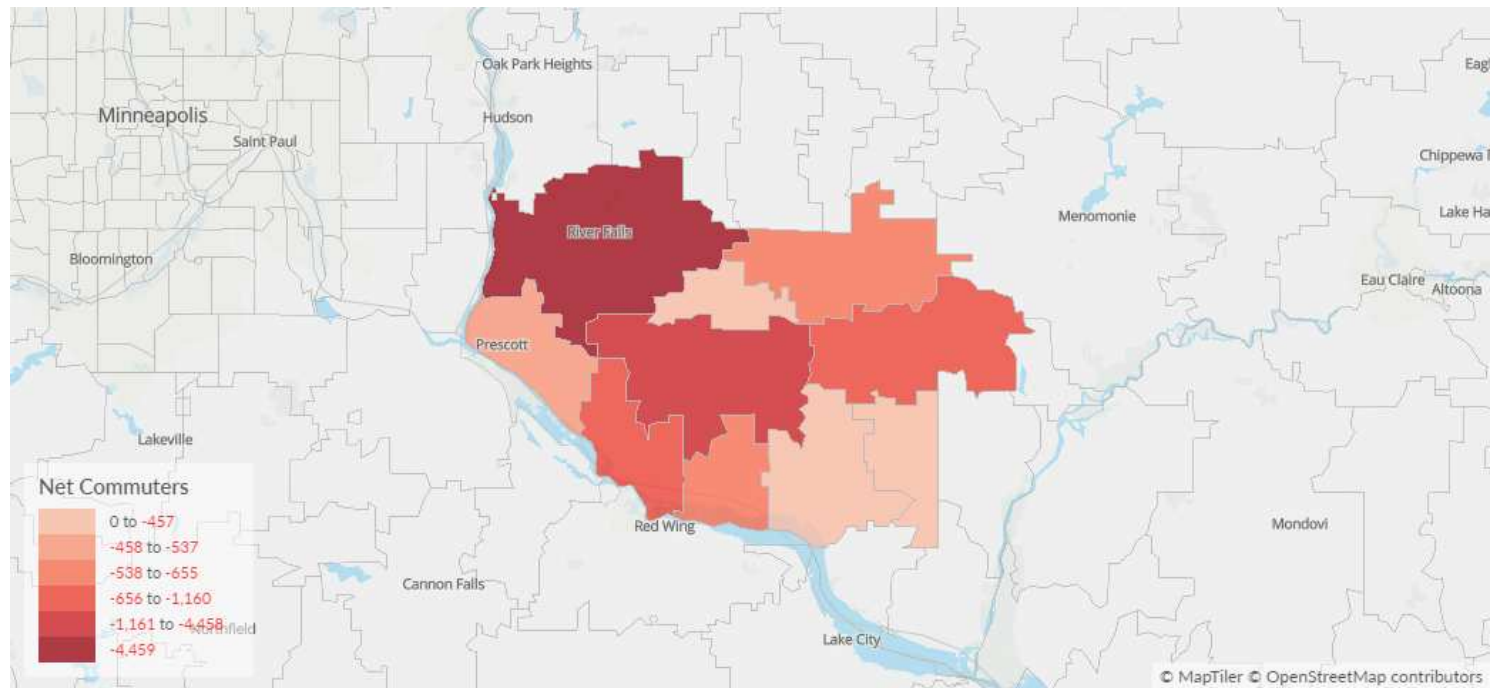 Oak Park Heights
Eag
Minneapolis
Hudson
Saint Paul
Chippewa
Menomonie
Lake Ha
River Falls
Bloomington
Eau Claire
Altoona
Prescott
Lakeville
Net Commuters
0 to -457
-458 to -537
-538 to -655
-656 to -1,160
-1,161 to -4,458
-4,459
Northfield
Red Wing
Mondovi
Cannon Falls
Lake City
© MapTiler © OpenStreetMap contributors